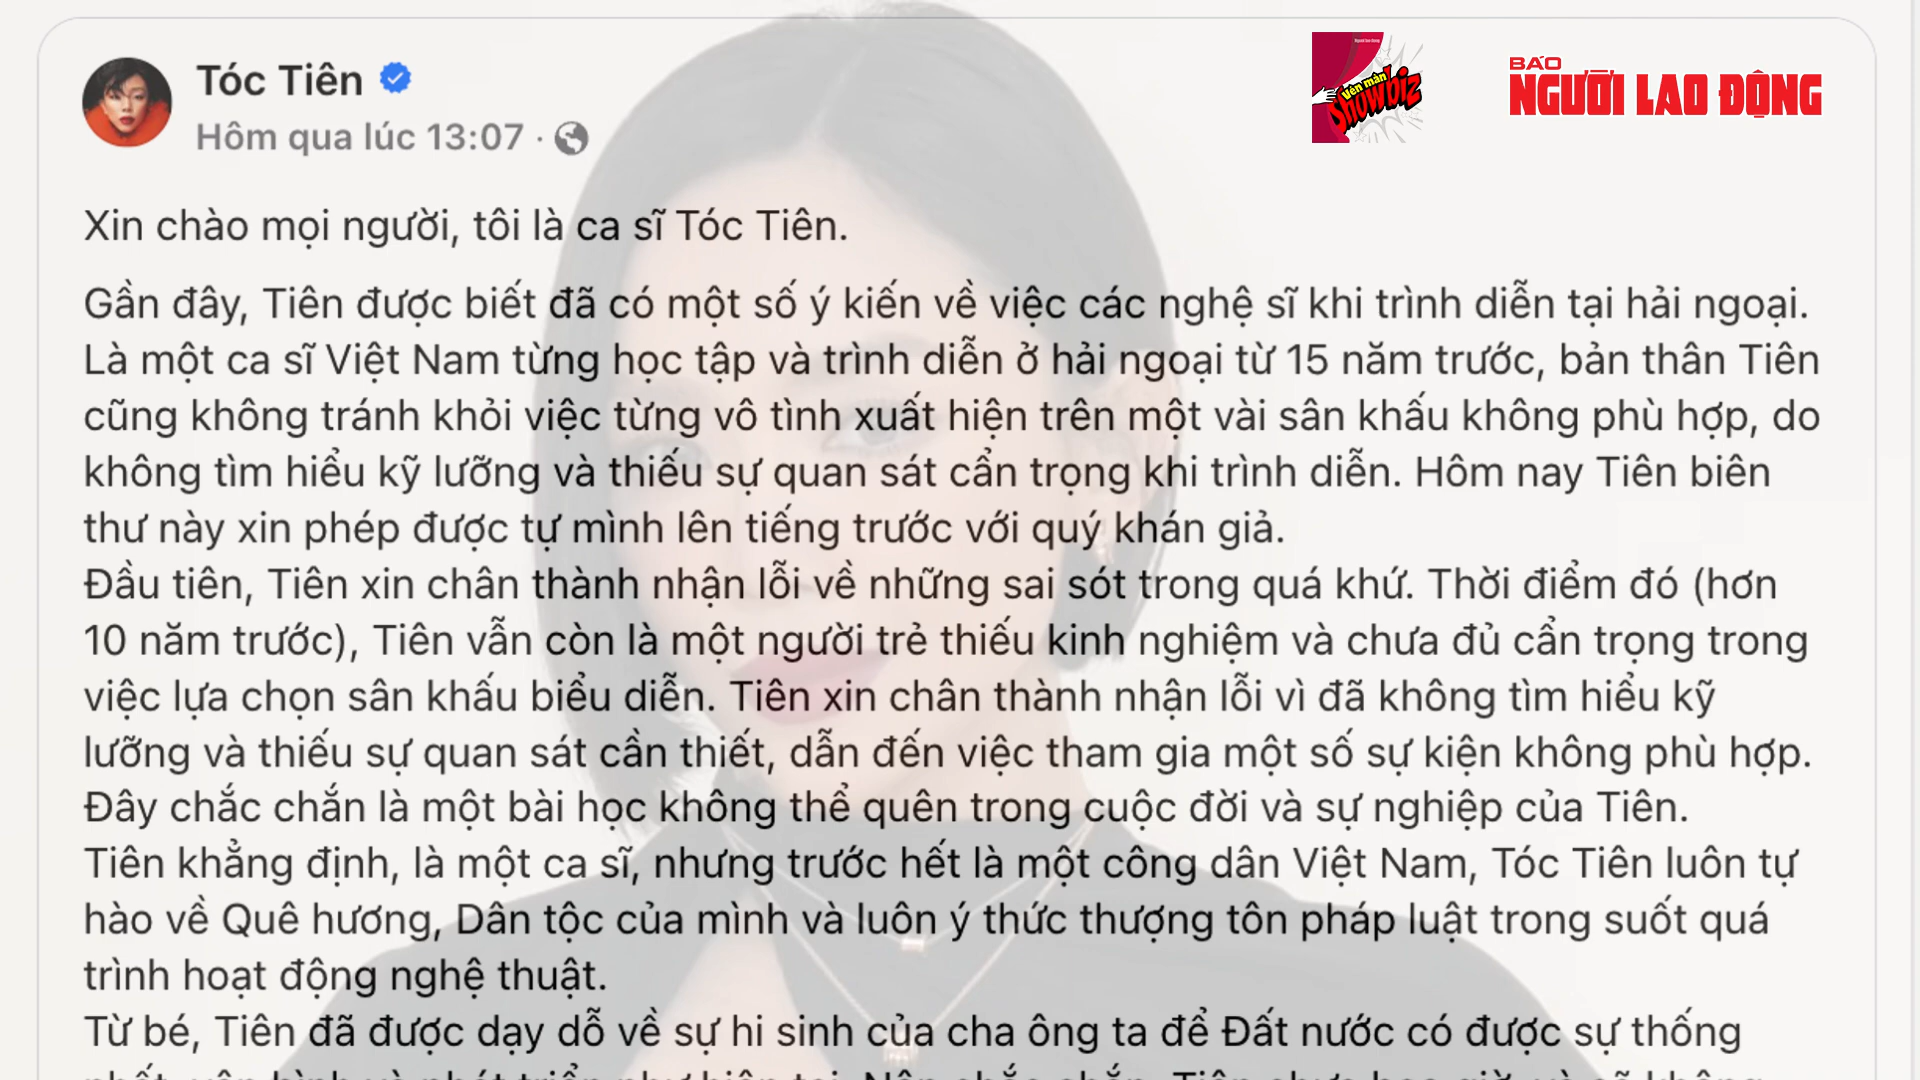 Tóc Tiên
Hôm qua lúc 13:07 ·
Vén màn
Showbiz
BÁO
NGƯỜI LAO ĐỘNG
Xin chào mọi người, tôi là ca sĩ Tóc Tiên.
Gần đây, Tiên được biết đã có một số ý kiến về việc các nghệ sĩ khi trình diễn tại hải ngoại.
Là một ca sĩ Việt Nam từng học tập và trình diễn ở hải ngoại từ 15 năm trước, bản thân Tiên
cũng không tránh khỏi việc từng vô tình xuất hiện trên một vài sân khấu không phù hợp, do
không tìm hiểu kỹ lưỡng và thiếu sự quan sát cẩn trọng khi trình diễn. Hôm nay Tiên biên
thư này xin phép được tự mình lên tiếng trước với quý khán giả.
Đầu tiên, Tiên xin chân thành nhận lỗi về những sai sót trong quá khứ. Thời điểm đó (hơn
10 năm trước), Tiên vẫn còn là một người trẻ thiếu kinh nghiệm và chưa đủ cẩn trọng trong
việc lựa chọn sân khấu biểu diễn. Tiên xin chân thành nhận lỗi vì đã không tìm hiểu kỹ
lưỡng và thiếu sự quan sát cần thiết, dẫn đến việc tham gia một số sự kiện không phù hợp.
Đây chắc chắn là một bài học không thể quên trong cuộc đời và sự nghiệp của Tiên.
Tiên khẳng định, là một ca sĩ, nhưng trước hết là một công dân Việt Nam, Tóc Tiên luôn tự
hào về Quê hương, Dân tộc của mình và luôn ý thức thượng tôn pháp luật trong suốt quá
trình hoạt động nghệ thuật.
Từ bé, Tiên đã được dạy dỗ về sự hi sinh của cha ông ta để Đất nước có được sự thống